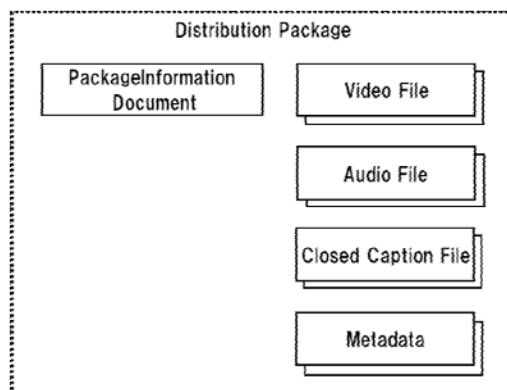 Distribution Package
PackageInformation
Document
Video File
Audio File
Closed Caption File
Metadata